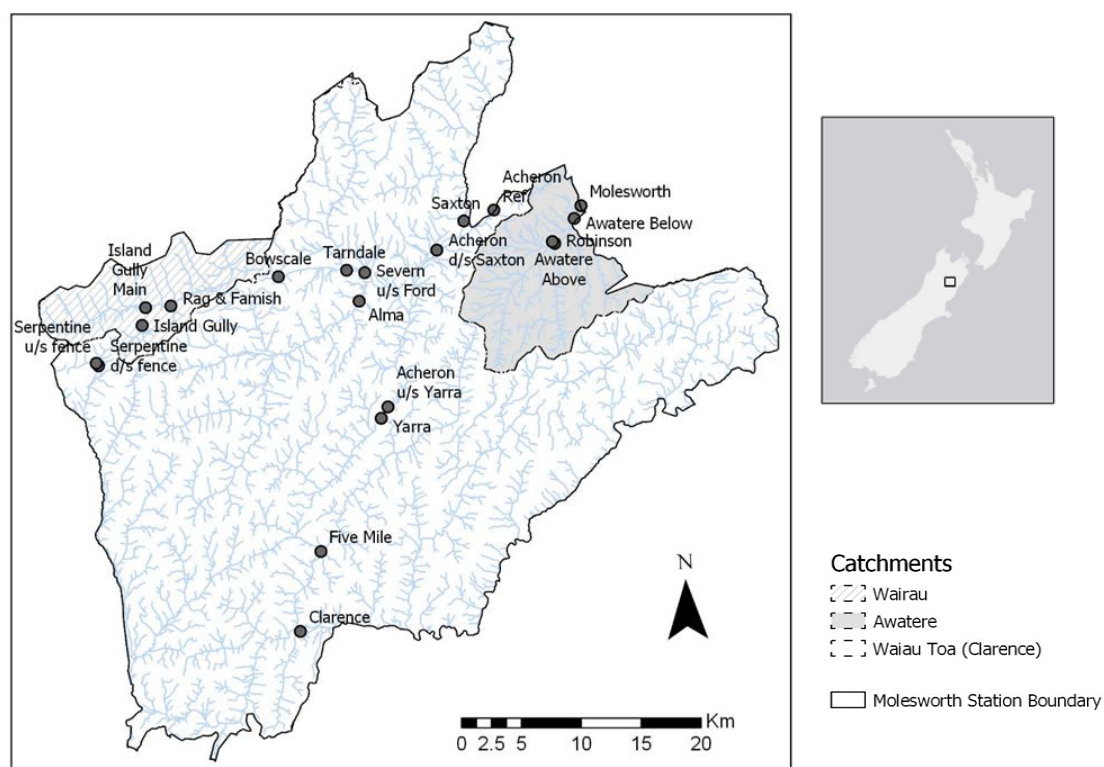 Acheron
Ref
Molesworth
Saxton
Awatere Below
Island
Gully
Main
Bowscale
Tarndale
Acheron
d/s Saxton
Robinson
Awatere
Above
Severn
u/s Ford
Rag & Famish
Alma
Serpentine
u/s fence
Island Gully
Serpentine
d/s fence
Acheron
u/s Yarra
Yarra
Five Mile
Clarence
N
Km
0 2.5 5 10 15 20
Catchments
Wairau
Awatere
Waiau Toa (Clarence)
Molesworth Station Boundary